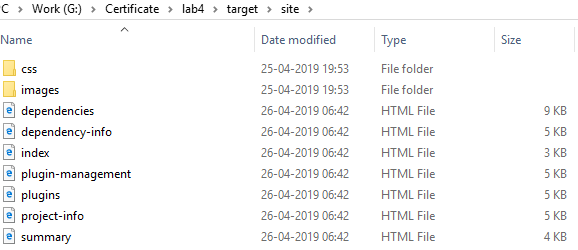 PC > Work (G:) > Certificate > lab4 > target > site >
Name Date modified Type Size
css 25-04-2019 19:53 File folder
images 25-04-2019 19:53 File folder
dependencies 26-04-2019 06:42 HTML File 9 KB
dependency-info 26-04-2019 06:42 HTML File 5 KB
index 26-04-2019 06:42 HTML File 3 KB
plugin-management 26-04-2019 06:42 HTML File 5 KB
plugins 26-04-2019 06:42 HTML File 5 KB
project-info 26-04-2019 06:42 HTML File 5 KB
summary 26-04-2019 06:42 HTML File 4 KB